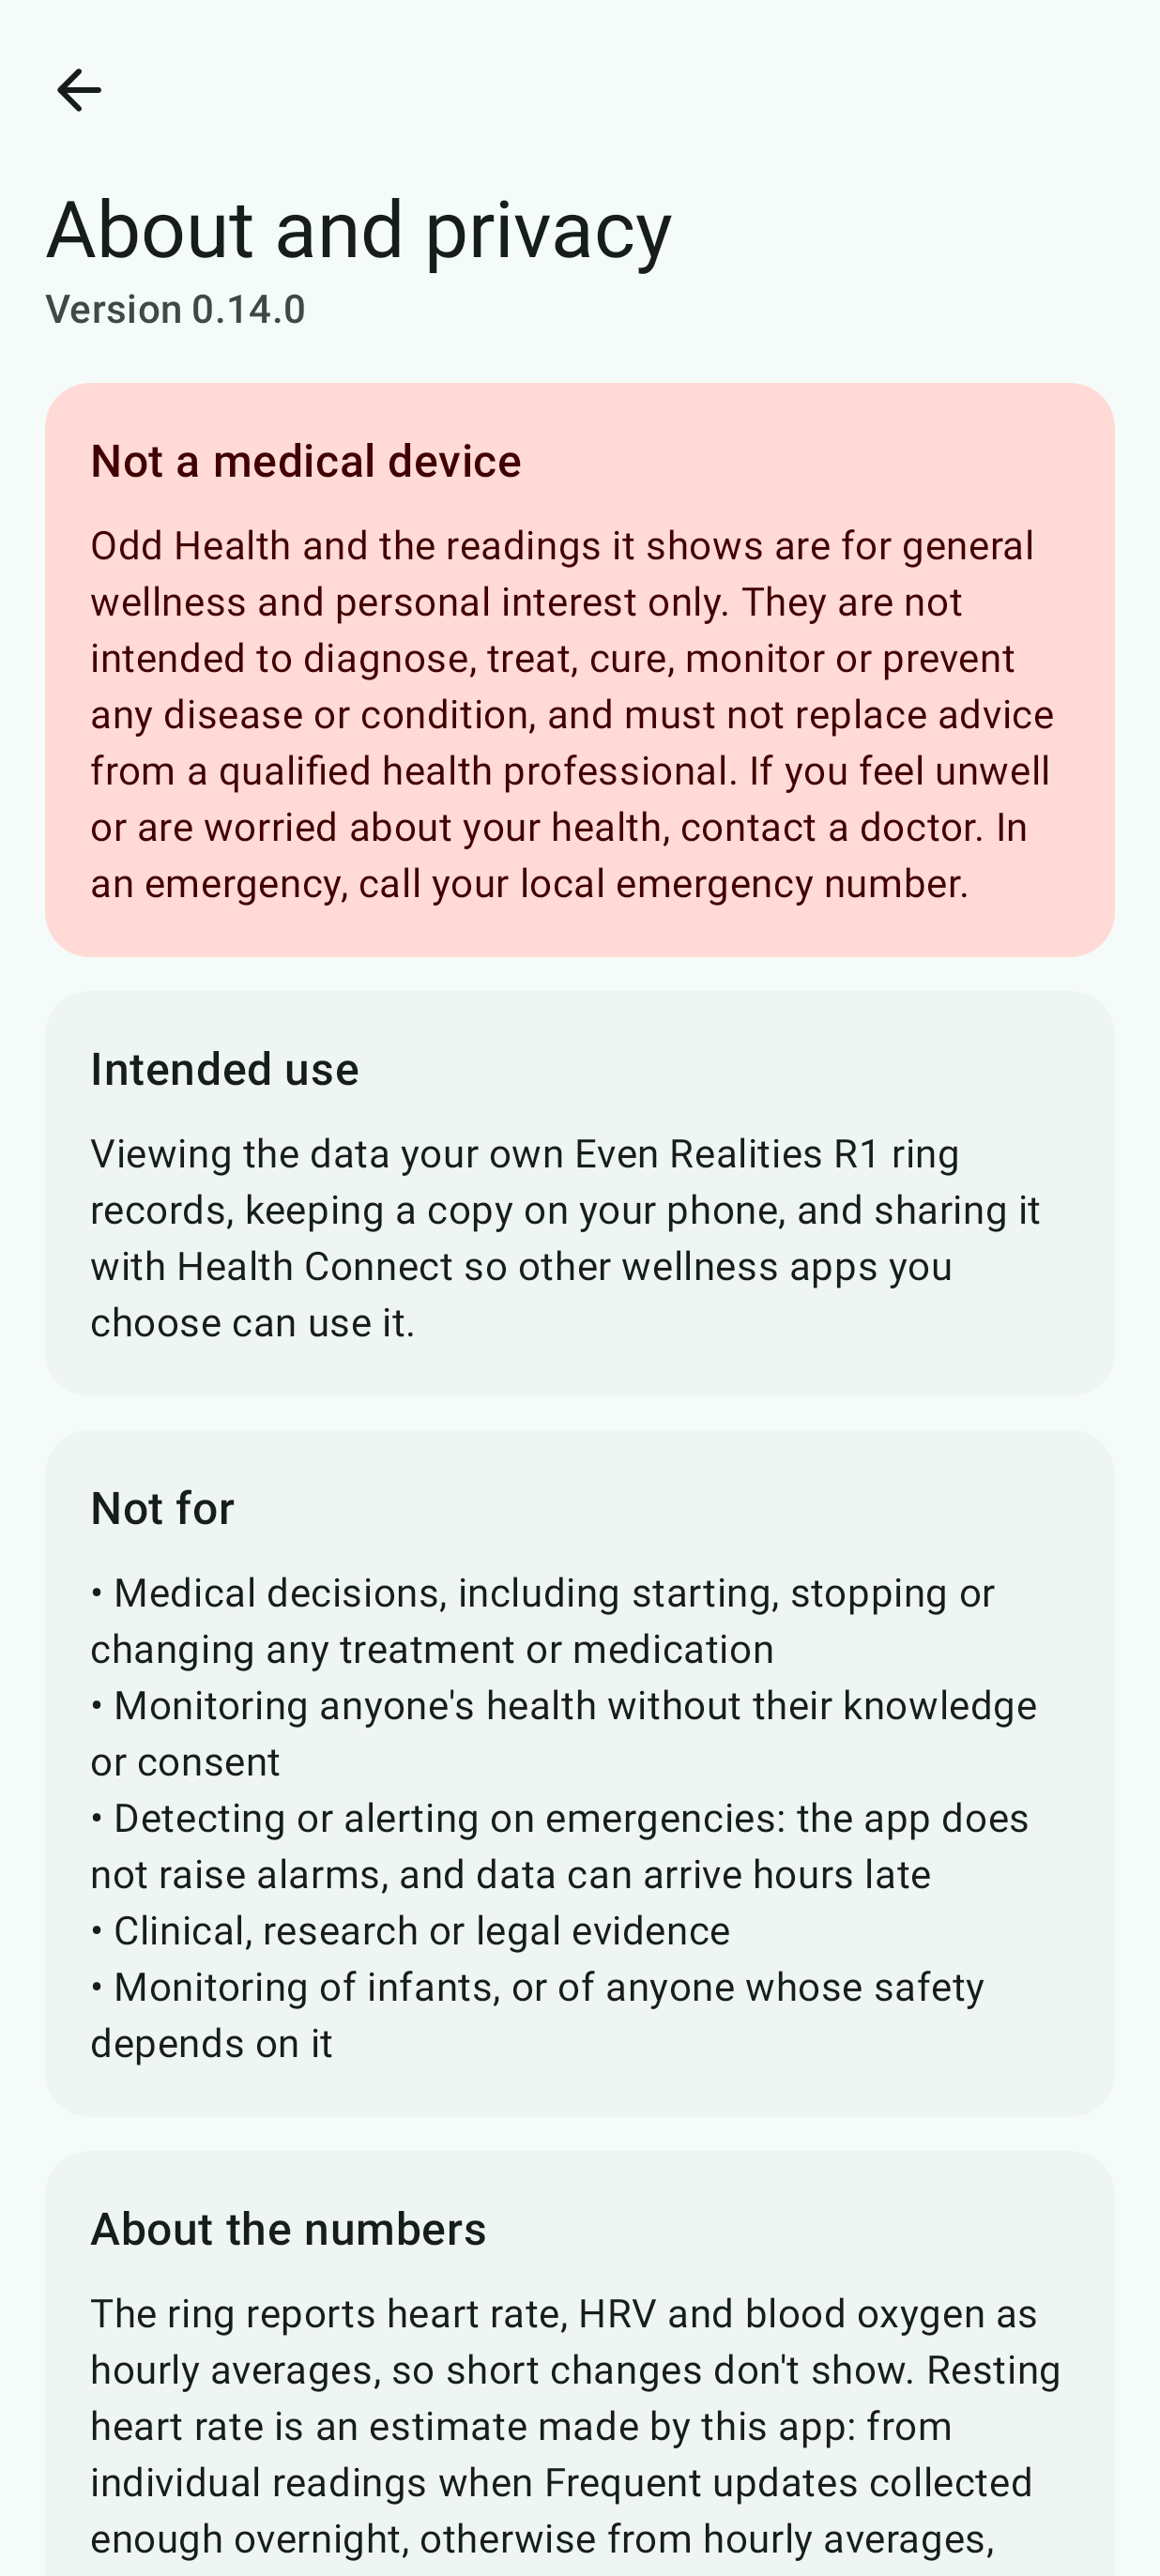 About and privacy
Version 0.14.0
Not a medical device
Odd Health and the readings it shows are for general
wellness and personal interest only. They are not
intended to diagnose, treat, cure, monitor or prevent
any disease or condition, and must not replace advice
from a qualified health professional. If you feel unwell
or are worried about your health, contact a doctor. In
an emergency, call your local emergency number.
Intended use
Viewing the data your own Even Realities R1 ring
records, keeping a copy on your phone, and sharing it
with Health Connect so other wellness apps you
choose can use it.
Not for
• Medical decisions, including starting, stopping or
changing any treatment or medication
• Monitoring anyone's health without their knowledge
or consent
• Detecting or alerting on emergencies: the app does
not raise alarms, and data can arrive hours late
• Clinical, research or legal evidence
• Monitoring of infants, or of anyone whose safety
depends on it
About the numbers
The ring reports heart rate, HRV and blood oxygen as
hourly averages, so short changes don't show. Resting
heart rate is an estimate made by this app: from
individual readings when Frequent updates collected
enough overnight, otherwise from hourly averages,